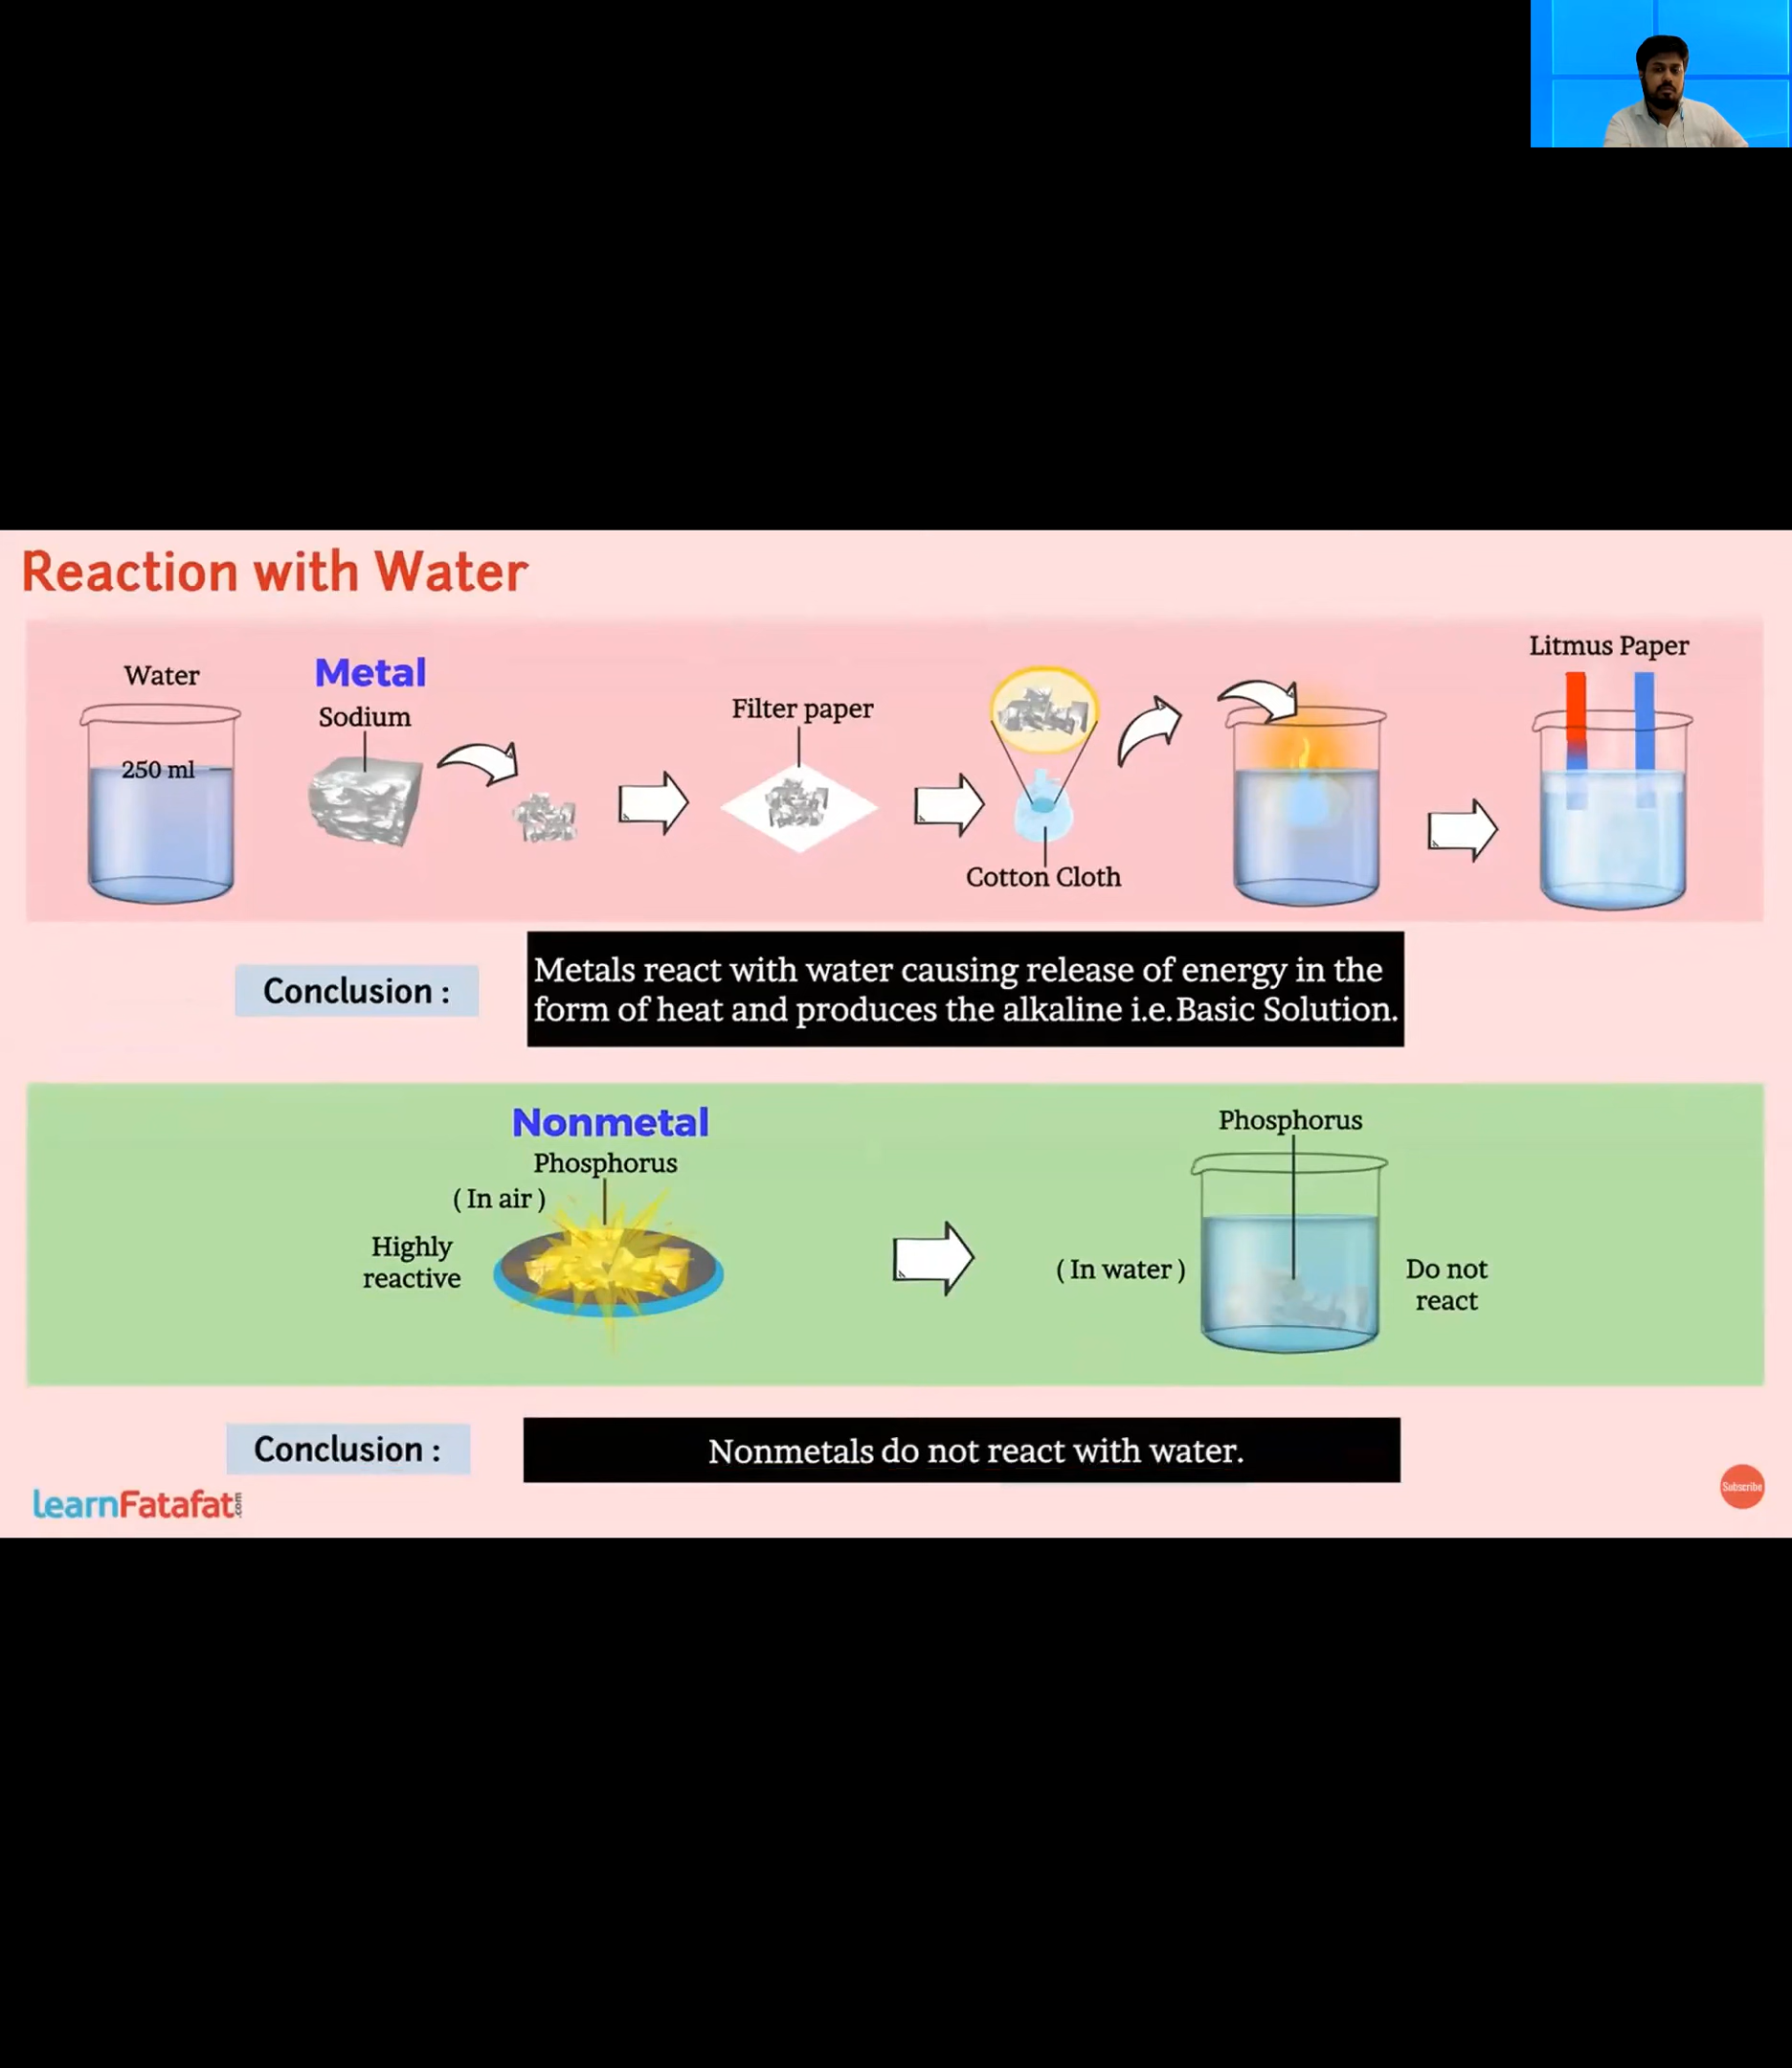 Reaction with Water
Water
250 ml
Metal
Sodium
Filter paper
Cotton Cloth
Litmus Paper
Conclusion :
Metals react with water causing release of energy in the
form of heat and produces the alkaline i.e. Basic Solution.
Nonmetal
Phosphorus
( In air )
Highly
reactive
Phosphorus
( In water )
Do not
react
Conclusion :
Nonmetals do not react with water.
learnFatafat.com
Subscribe